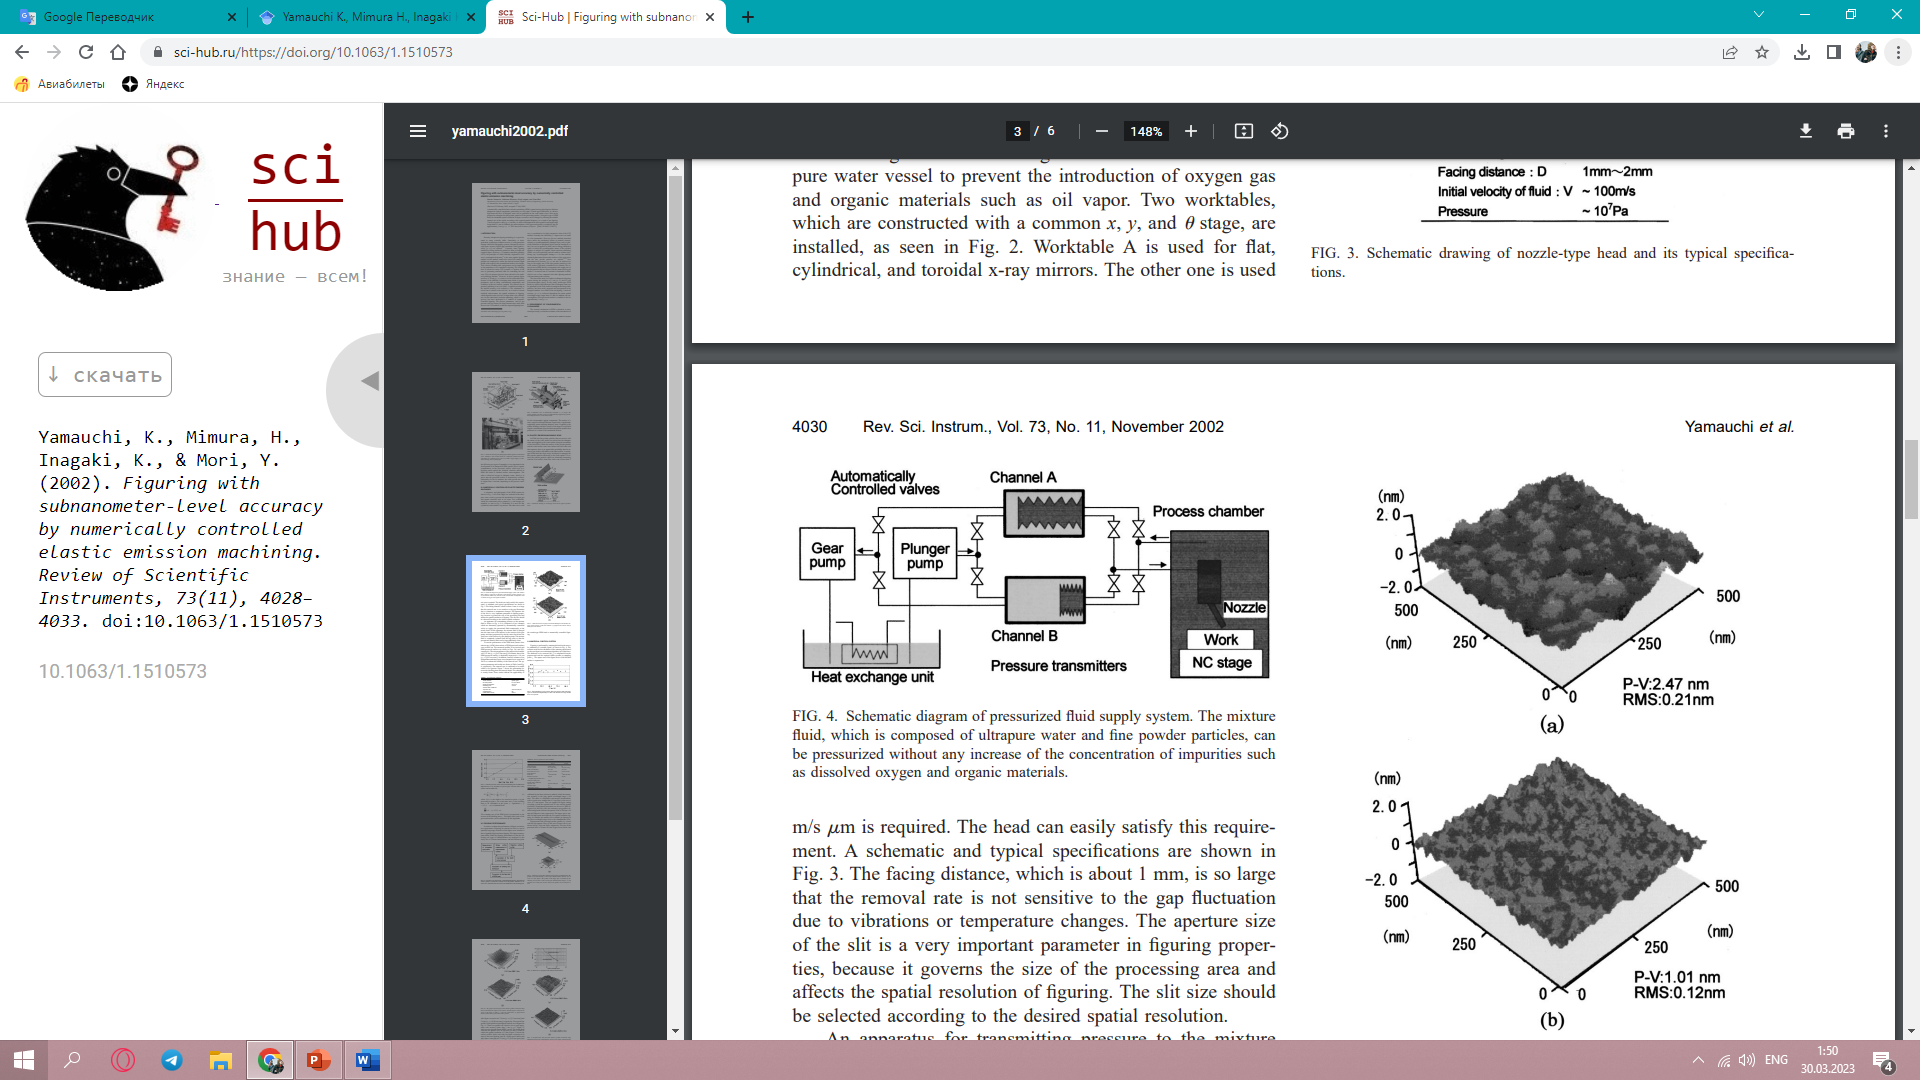 Google Переводчик
Yamauchi K., Mimura H., Inagaki
Sci-Hub | Figuring with subnanor
sci-hub.ru/https://doi.org/10.1063/1.1510573
Авиабилеты
Яндекс
sci
hub
знание — всем!
↓ скачать
Yamauchi, K., Mimura, H.,
Inagaki, K., & Mori, Y.
(2002). Figuring with
subnanometer-level accuracy
by numerically controlled
elastic emission machining.
Review of Scientific
Instruments, 73(11), 4028–
4033. doi:10.1063/1.1510573
10.1063/1.1510573
yamauchi2002.pdf
3 / 6
148%
1
2
3
4
pure water vessel to prevent the introduction of oxygen gas
and organic materials such as oil vapor. Two worktables,
which are constructed with a common x, y, and θ stage, are
installed, as seen in Fig. 2. Worktable A is used for flat,
cylindrical, and toroidal x-ray mirrors. The other one is used
Facing distance : D 1mm~2mm
Initial velocity of fluid : V ~ 100m/s
Pressure ~ 10⁷Pa
FIG. 3. Schematic drawing of nozzle-type head and its typical specifica-
tions.
4030 Rev. Sci. Instrum., Vol. 73, No. 11, November 2002
Yamauchi et al.
Automatically
Controlled valves
Channel A
Process chamber
Gear
pump
Plunger
pump
Nozzle
Channel B
Work
NC stage
Pressure transmitters
Heat exchange unit
FIG. 4. Schematic diagram of pressurized fluid supply system. The mixture
fluid, which is composed of ultrapure water and fine powder particles, can
be pressurized without any increase of the concentration of impurities such
as dissolved oxygen and organic materials.
m/s μm is required. The head can easily satisfy this require-
ment. A schematic and typical specifications are shown in
Fig. 3. The facing distance, which is about 1 mm, is so large
that the removal rate is not sensitive to the gap fluctuation
due to vibrations or temperature changes. The aperture size
of the slit is a very important parameter in figuring proper-
ties, because it governs the size of the processing area and
affects the spatial resolution of figuring. The slit size should
be selected according to the desired spatial resolution.
An apparatus for transmitting pressure to the mixture
(nm)
2.0
0
-2.0
500
(nm)
250
0
0
250
(nm)
500
P-V:2.47 nm
RMS:0.21nm
(a)
(nm)
2.0
0
-2.0
500
(nm)
250
0
0
250
(nm)
500
P-V:1.01 nm
RMS:0.12nm
(b)
ENG
1:50
30.03.2023
4